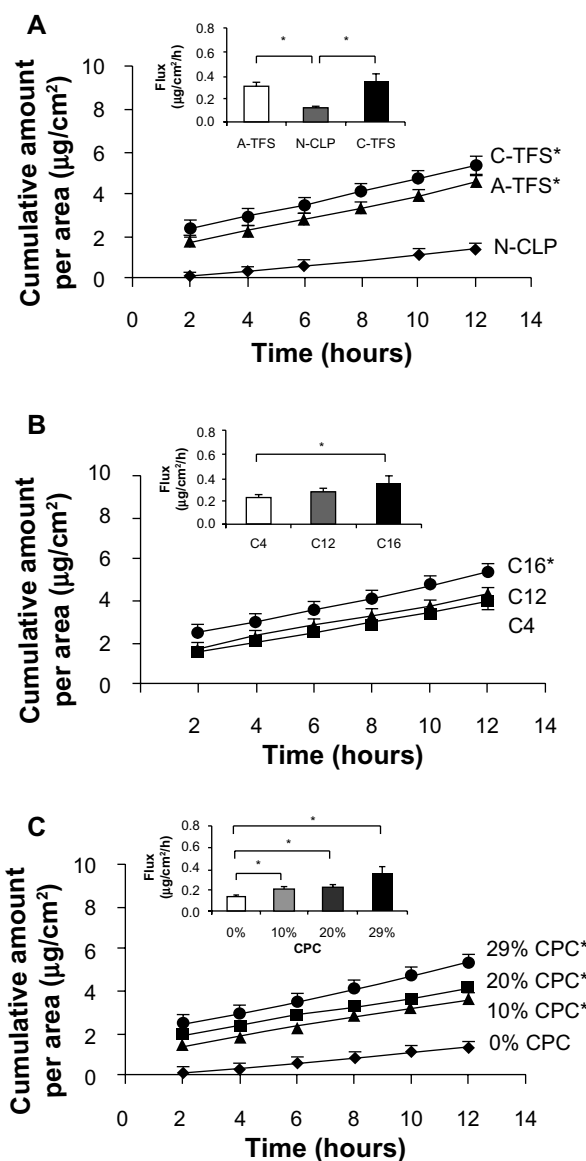 A
Flux
(µg/cm²/h)
0.8
0.6
0.4
0.2
0.0
*
*
A-TFS
N-CLP
C-TFS
Cumulative amount
per area (µg/cm²)
10
8
6
4
2
0
C-TFS*
A-TFS*
N-CLP
0
2
4
6
8
10
12
14
Time (hours)
B
Flux
(µg/cm²/h)
0.8
0.6
0.4
0.2
0.0
*
C4
C12
C16
Cumulative amount
per area (µg/cm²)
10
8
6
4
2
0
C16*
C12
C4
2
4
6
8
10
12
14
Time (hours)
C
Flux
(µg/cm²/h)
0.8
0.6
0.4
0.2
0.0
*
*
*
0%
10%
20%
29%
CPC
Cumulative amount
per area (µg/cm²)
10
8
6
4
2
0
29% CPC*
20% CPC*
10% CPC*
0% CPC
0
2
4
6
8
10
12
14
Time (hours)